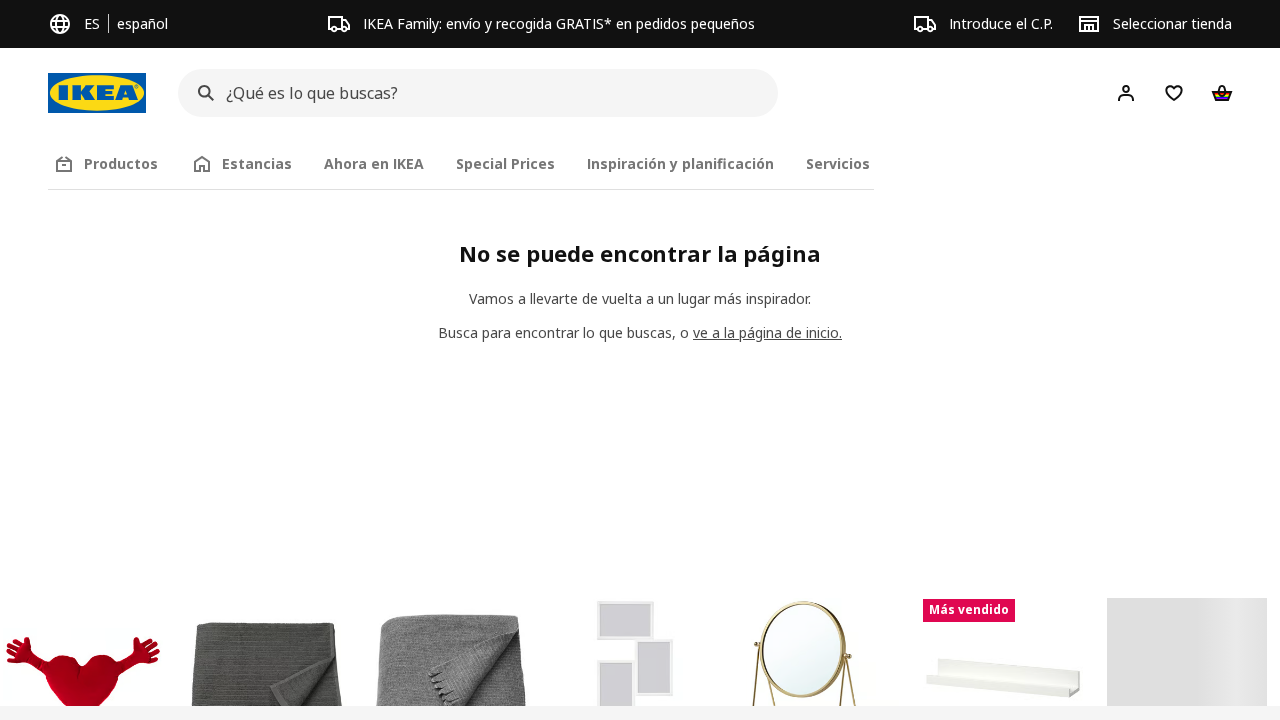 ES español
IKEA Family: envío y recogida GRATIS* en pedidos pequeños
Introduce el C.P.
Seleccionar tienda
IKEA
¿Qué es lo que buscas?
Productos
Estancias
Ahora en IKEA
Special Prices
Inspiración y planificación
Servicios
No se puede encontrar la página
Vamos a llevarte de vuelta a un lugar más inspirador.
Busca para encontrar lo que buscas, o ve a la página de inicio.
Más vendido